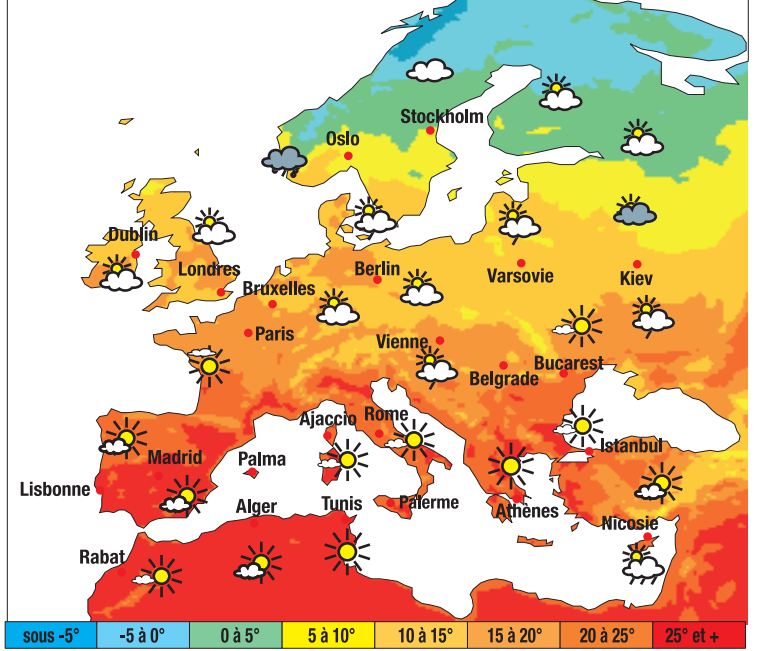 Stockholm
Oslo
Dublin
Londres
Berlin
Varsovie
Kiev
Bruxelles
Paris
Vienne
Bucarest
Belgrade
Ajaccio
Rome
Istanbul
Madrid
Palma
Lisbonne
Alger
Tunis
Palerme
Athènes
Nicosie
Rabat
sous -5° -5 à 0° 0 à 5° 5 à 10° 10 à 15° 15 à 20° 20 à 25° 25° et +